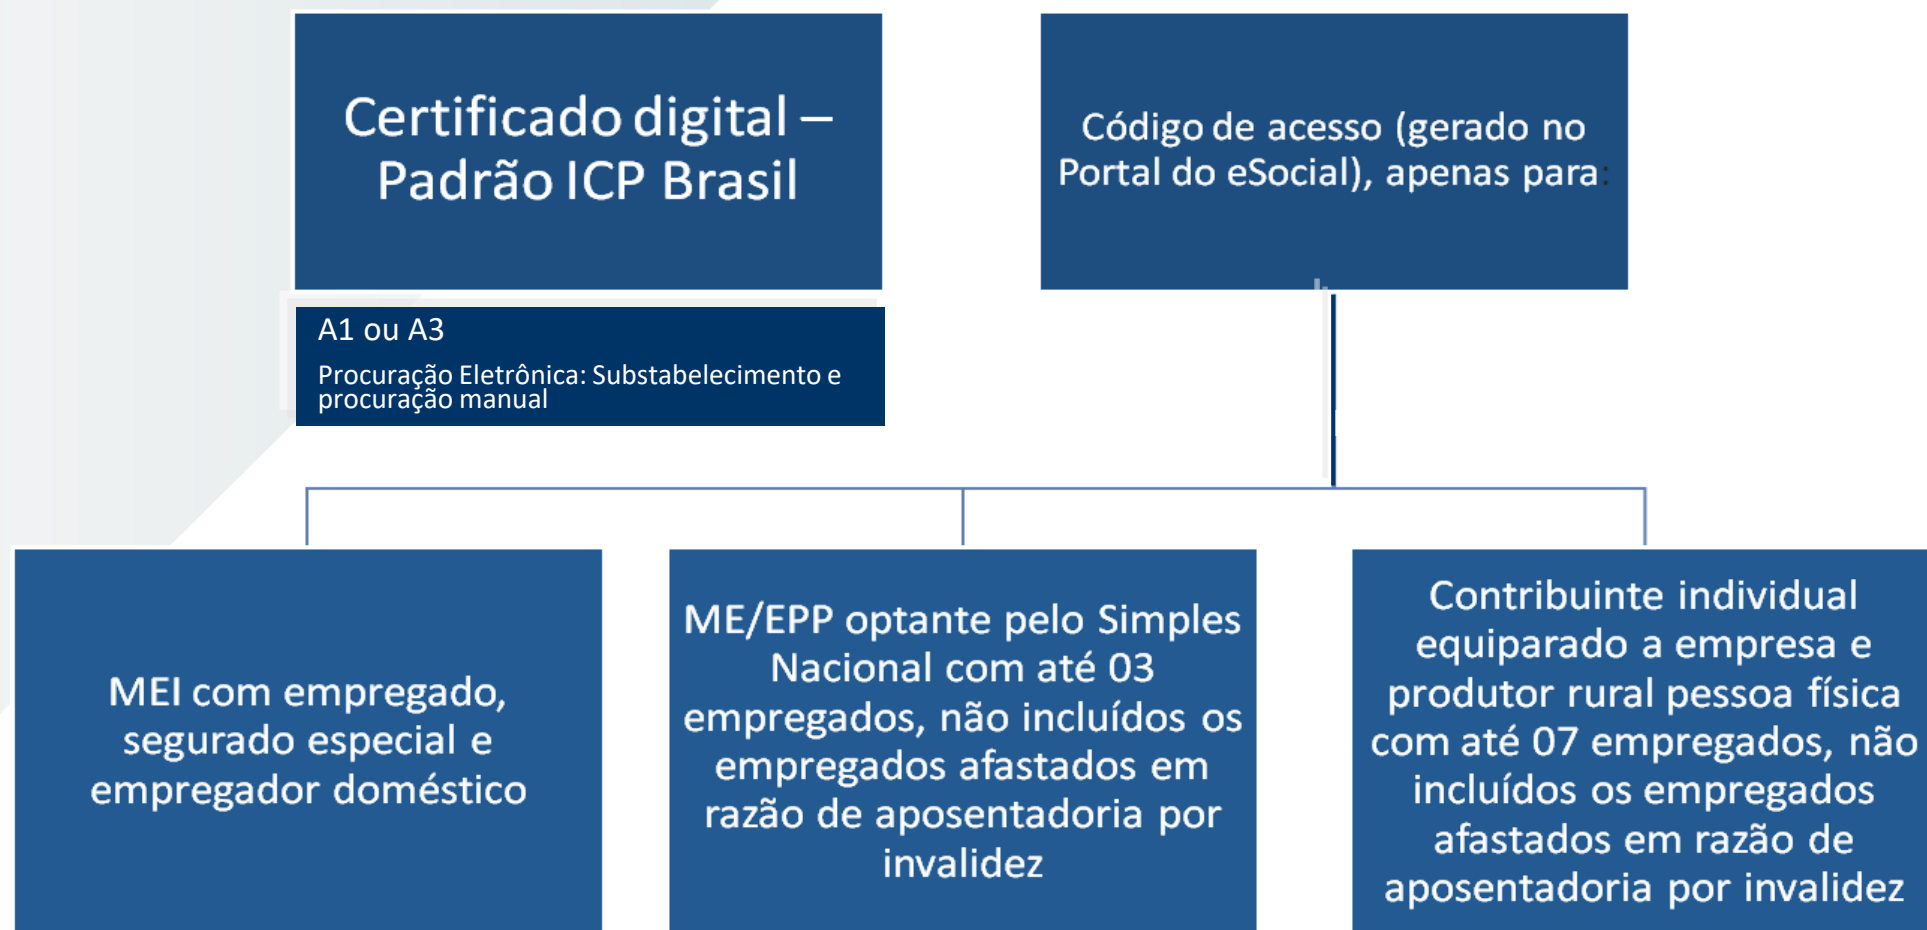 Certificado digital –
Padrão ICP Brasil
A1 ou A3
Procuração Eletrônica: Substabelecimento e
procuração manual
Código de acesso (gerado no
Portal do eSocial), apenas para:
MEI com empregado,
segurado especial e
empregador doméstico
ME/EPP optante pelo Simples
Nacional com até 03
empregados, não incluídos os
empregados afastados em
razão de aposentadoria por
invalidez
Contribuinte individual
equiparado a empresa e
produtor rural pessoa física
com até 07 empregados, não
incluídos os empregados
afastados em razão de
aposentadoria por invalidez